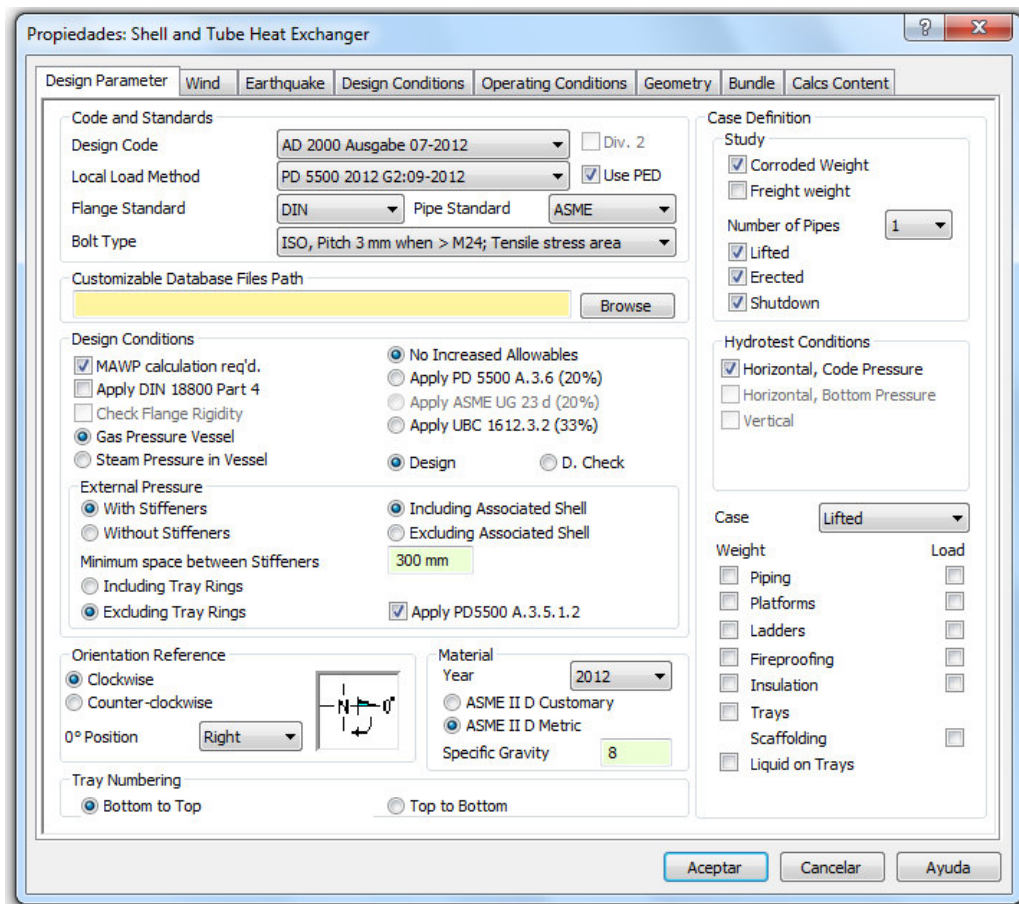 Propiedades: Shell and Tube Heat Exchanger
Design Parameter Wind Earthquake Design Conditions Operating Conditions Geometry Bundle Calcs Content
Code and Standards
Design Code AD 2000 Ausgabe 07-2012 Div. 2
Local Load Method PD 5500 2012 G2:09-2012 Use PED
Flange Standard DIN Pipe Standard ASME
Bolt Type ISO, Pitch 3 mm when > M24; Tensile stress area
Customizable Database Files Path
Browse
Design Conditions
MAWP calculation req'd.
Apply DIN 18800 Part 4
Check Flange Rigidity
Gas Pressure Vessel
Steam Pressure in Vessel
No Increased Allowables
Apply PD 5500 A.3.6 (20%)
Apply ASME UG 23 d (20%)
Apply UBC 1612.3.2 (33%)
Design D. Check
External Pressure
With Stiffeners Including Associated Shell
Without Stiffeners Excluding Associated Shell
Minimum space between Stiffeners 300 mm
Including Tray Rings
Excluding Tray Rings Apply PD5500 A.3.5.1.2
Orientation Reference
Clockwise
Counter-clockwise
0º Position Right
N 0°
Material
Year 2012
ASME II D Customary
ASME II D Metric
Specific Gravity 8
Tray Numbering
Bottom to Top Top to Bottom
Case Definition
Study
Corroded Weight
Freight weight
Number of Pipes 1
Lifted
Erected
Shutdown
Hydrotest Conditions
Horizontal, Code Pressure
Horizontal, Bottom Pressure
Vertical
Case Lifted
Weight Load
Piping
Platforms
Ladders
Fireproofing
Insulation
Trays
Scaffolding
Liquid on Trays
Aceptar Cancelar Ayuda